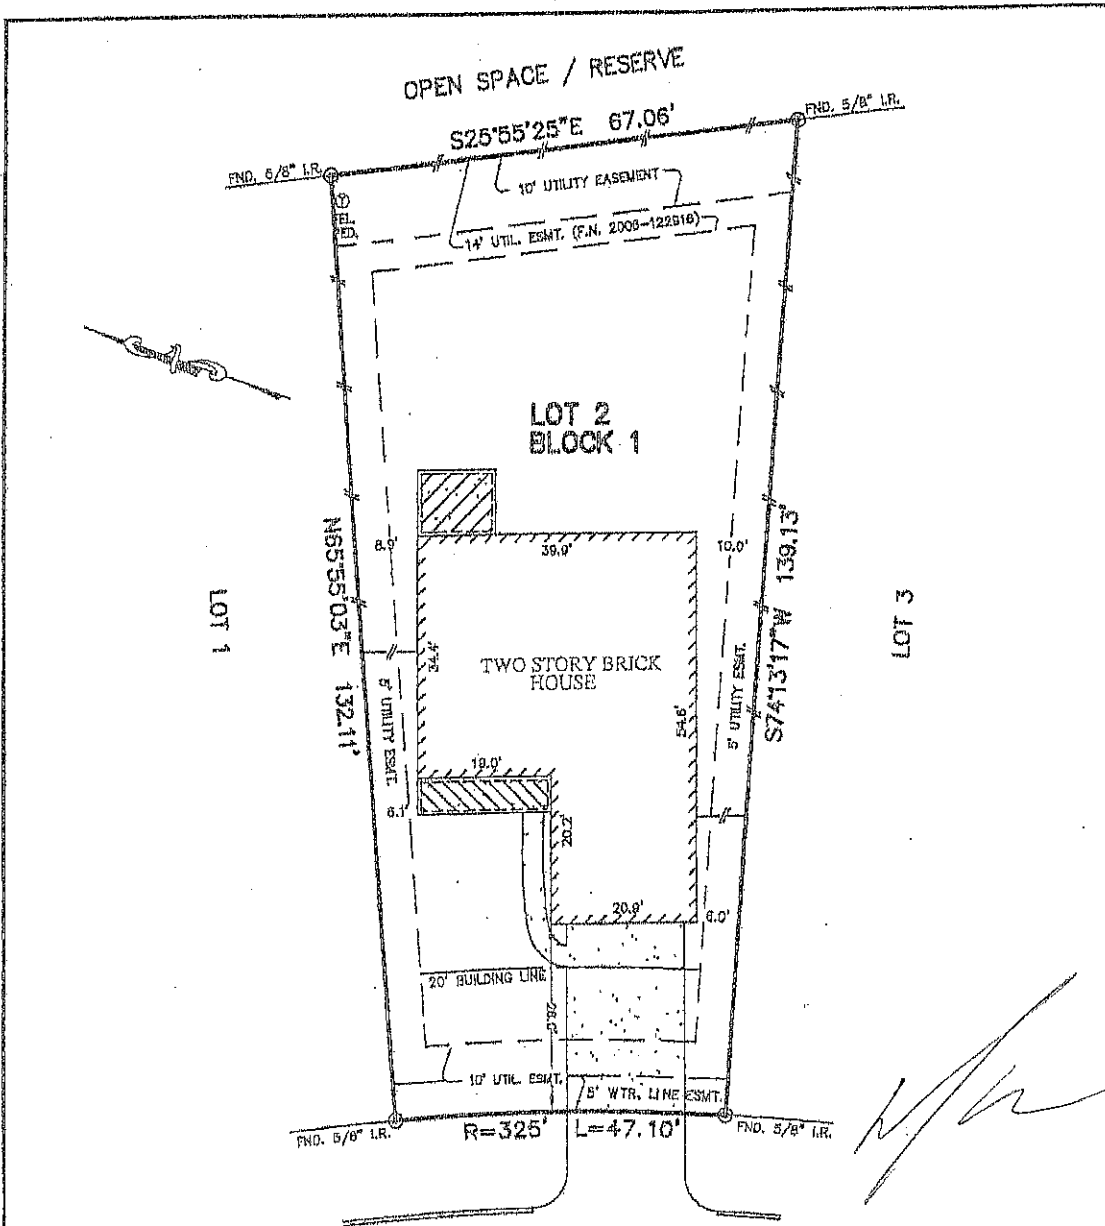 OPEN SPACE / RESERVE
S25°55'25"E 67.06'
FND. 5/8" I.R.
FND. 5/8" I.R.
10' UTILITY EASEMENT
TEL.
PED.
14' UTIL. ESMT. (F.N. 2006-122916)
LOT 2
BLOCK 1
8.9'
39.9'
10.0'
N65°55'03"E 132.11'
S74°13'17"W 139.13'
LOT 1
LOT 3
34.4'
TWO STORY BRICK
HOUSE
54.6'
5' UTILITY ESMT.
5' UTILITY ESMT.
19.0'
6.1'
20.2'
20.9'
6.0'
20' BUILDING LINE
10' UTIL. ESMT.
5' WTR. LINE ESMT.
FND. 5/8" I.R.
R=325' L=47.10'
FND. 5/8" I.R.